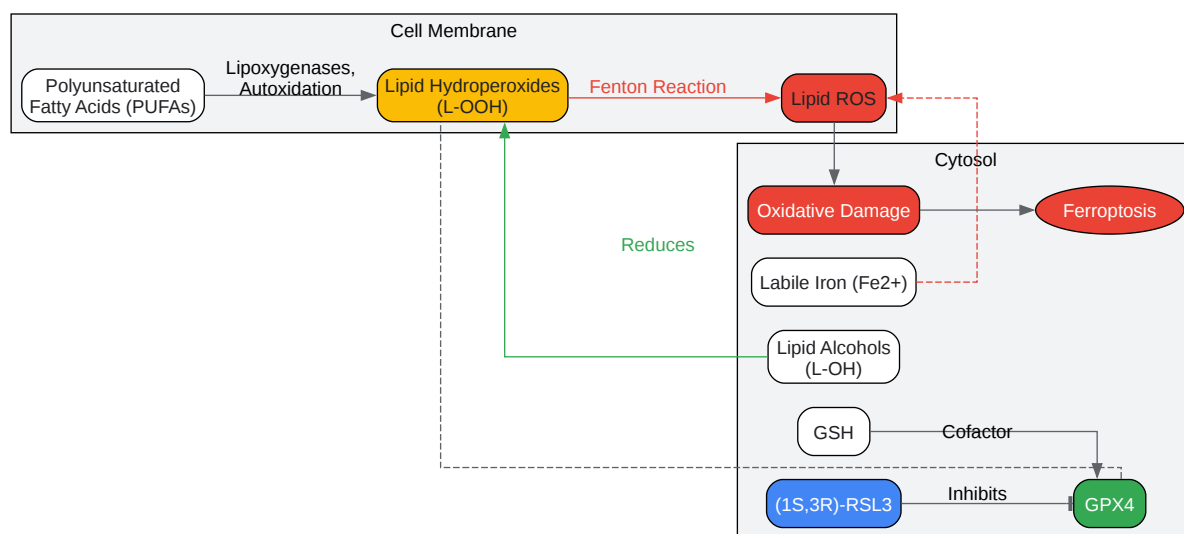 Cell Membrane
Polyunsaturated
Fatty Acids (PUFAs)
Lipoxygenases,
Autoxidation
Lipid Hydroperoxides
(L-OOH)
Fenton Reaction
Lipid ROS
Cytosol
Oxidative Damage
Ferroptosis
Reduces
Labile Iron (Fe2+)
Lipid Alcohols
(L-OH)
GSH
Cofactor
(1S,3R)-RSL3
Inhibits
GPX4